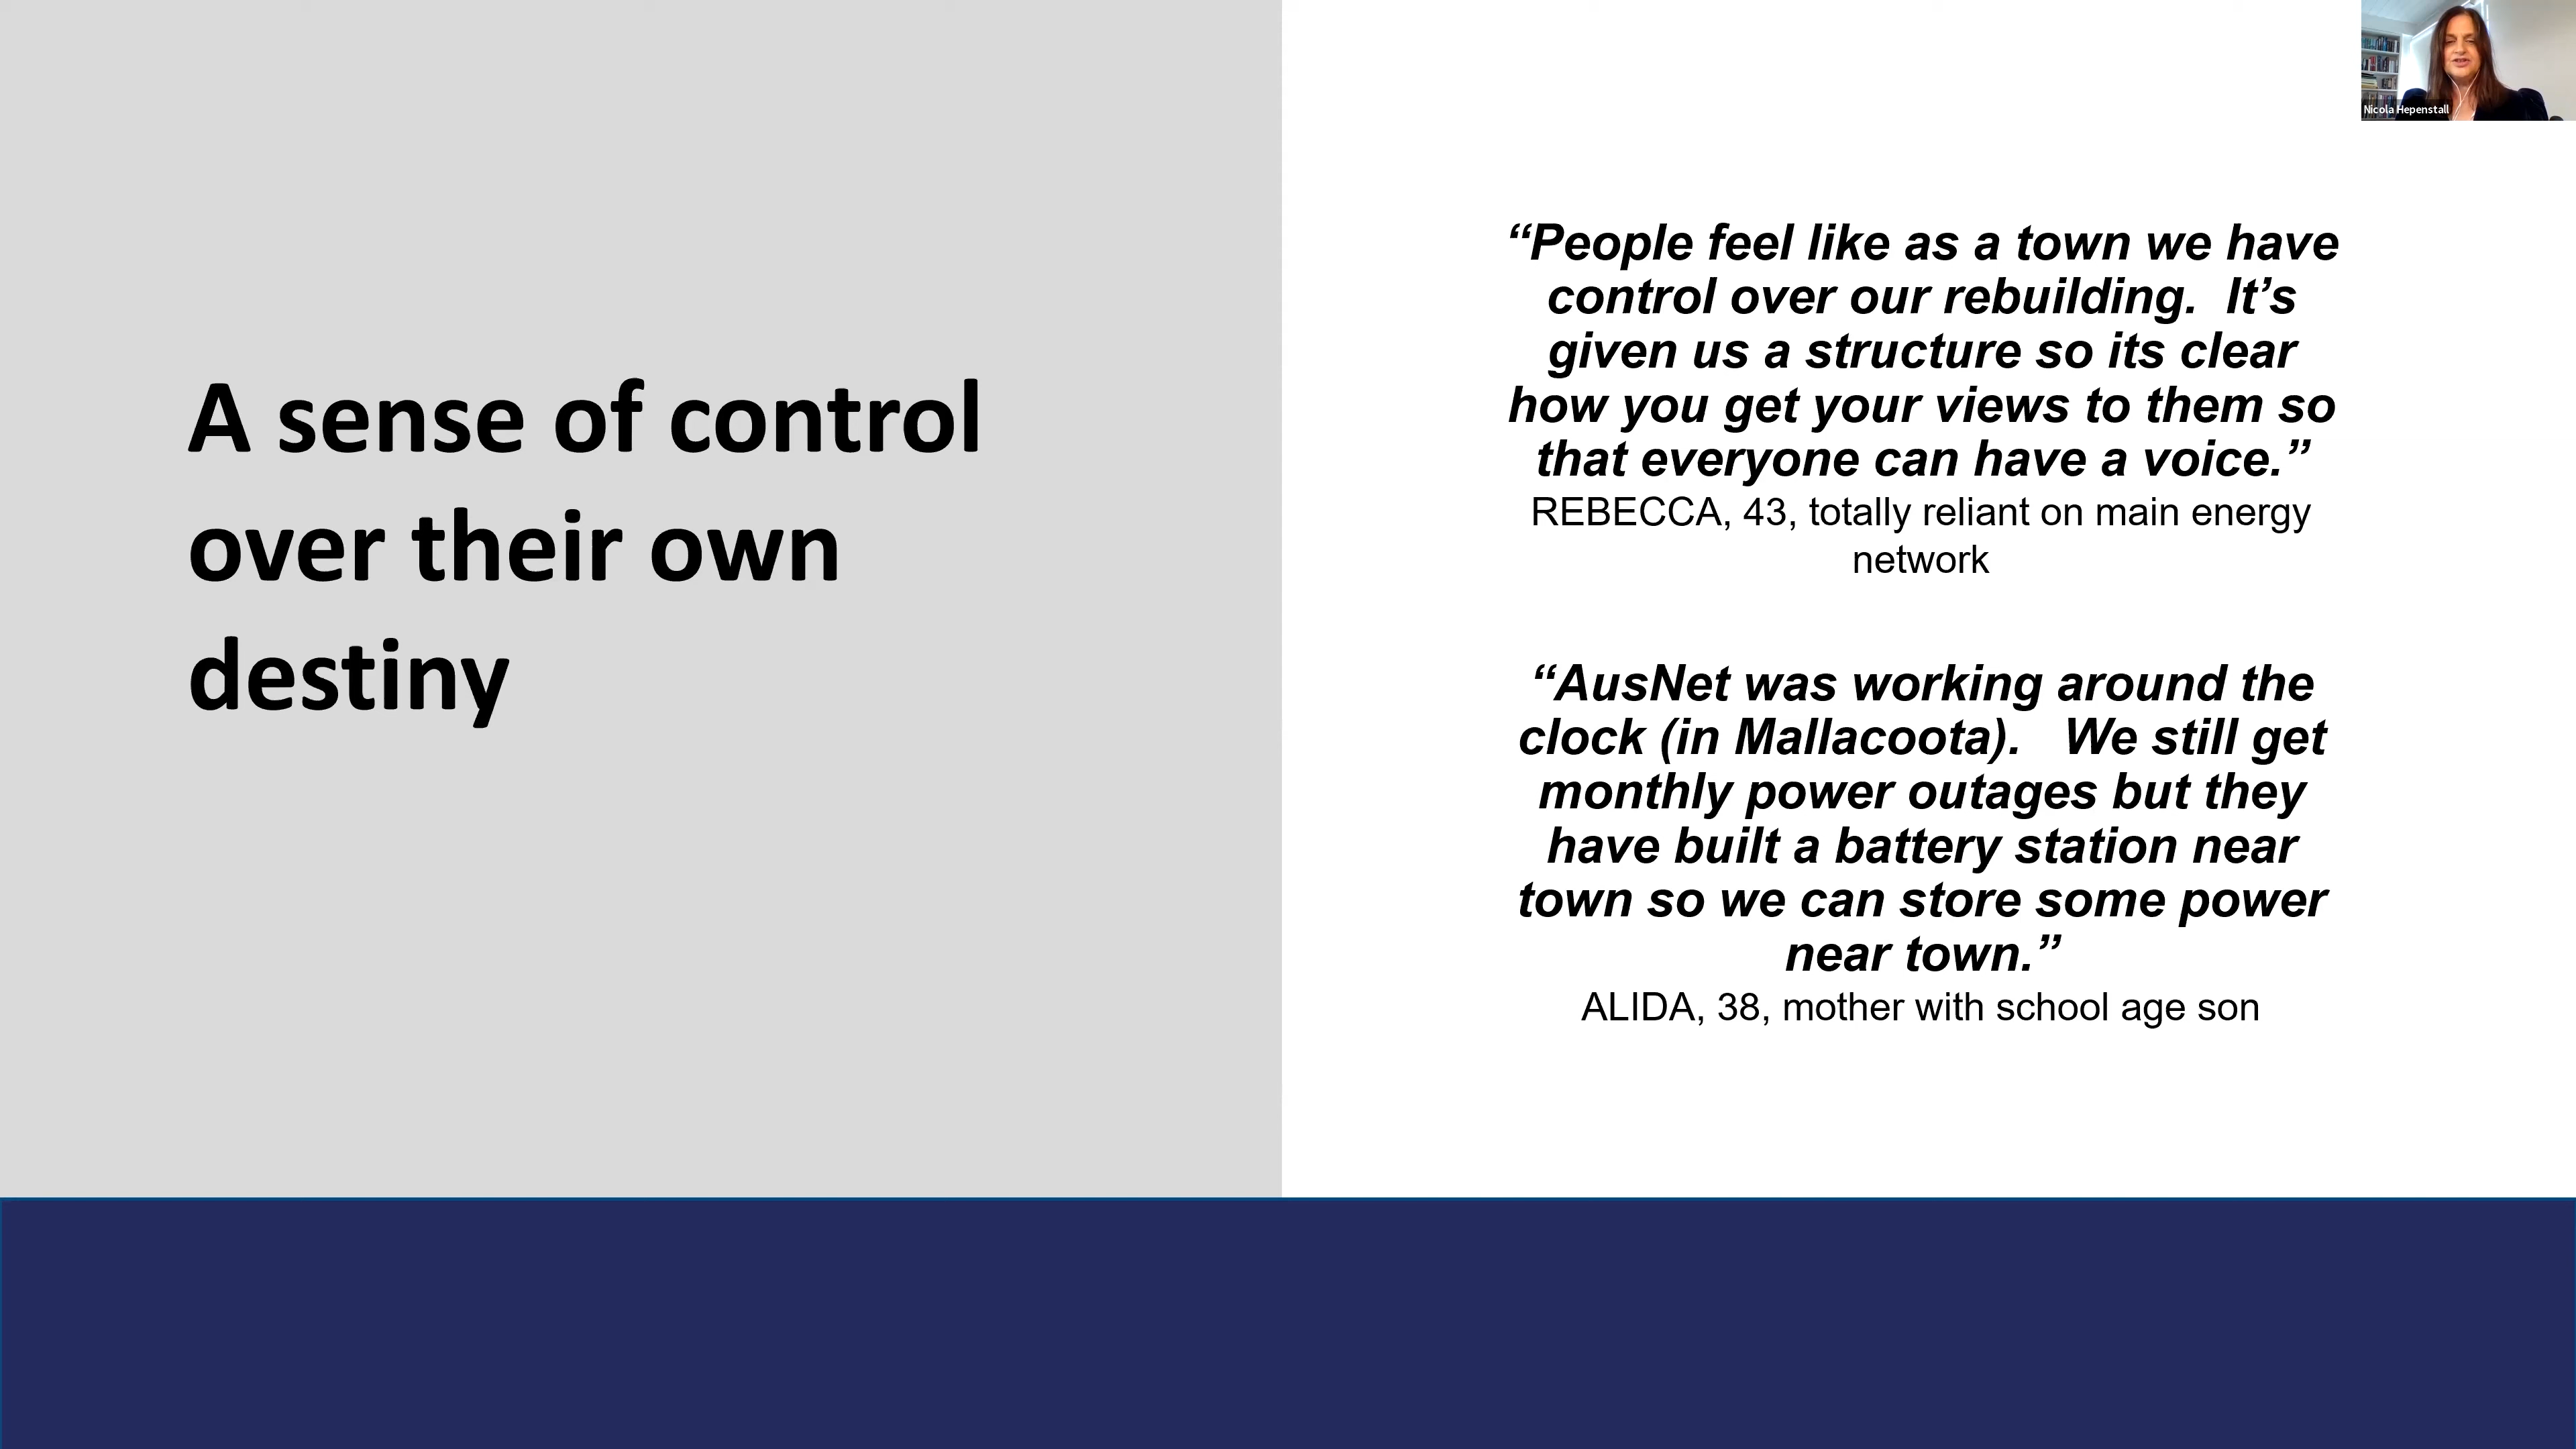 A sense of control
over their own
destiny
Nicola Hepenstall
“People feel like as a town we have
control over our rebuilding.  It’s
given us a structure so its clear
how you get your views to them so
that everyone can have a voice.”
REBECCA, 43, totally reliant on main energy
network
“AusNet was working around the
clock (in Mallacoota).   We still get
monthly power outages but they
have built a battery station near
town so we can store some power
near town.”
ALIDA, 38, mother with school age son